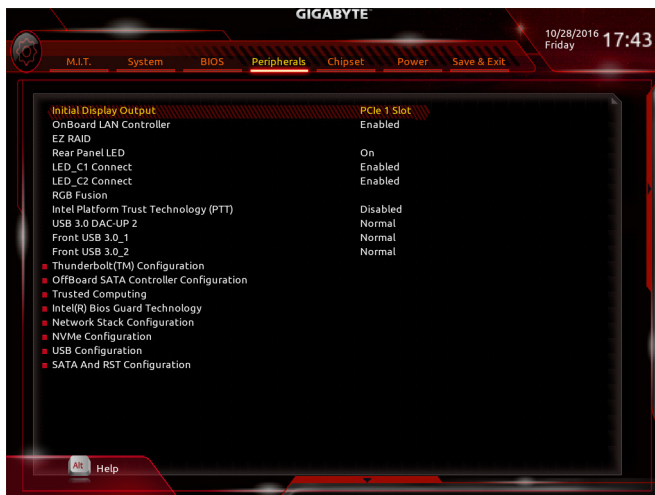 GIGABYTE™
10/28/2016 Friday 17:43
M.I.T. System BIOS Peripherals Chipset Power Save & Exit
Initial Display Output PCIe 1 Slot
OnBoard LAN Controller Enabled
EZ RAID
Rear Panel LED On
LED_C1 Connect Enabled
LED_C2 Connect Enabled
RGB Fusion
Intel Platform Trust Technology (PTT) Disabled
USB 3.0 DAC-UP 2 Normal
Front USB 3.0_1 Normal
Front USB 3.0_2 Normal
Thunderbolt(TM) Configuration
OffBoard SATA Controller Configuration
Trusted Computing
Intel(R) Bios Guard Technology
Network Stack Configuration
NVMe Configuration
USB Configuration
SATA And RST Configuration
Alt Help